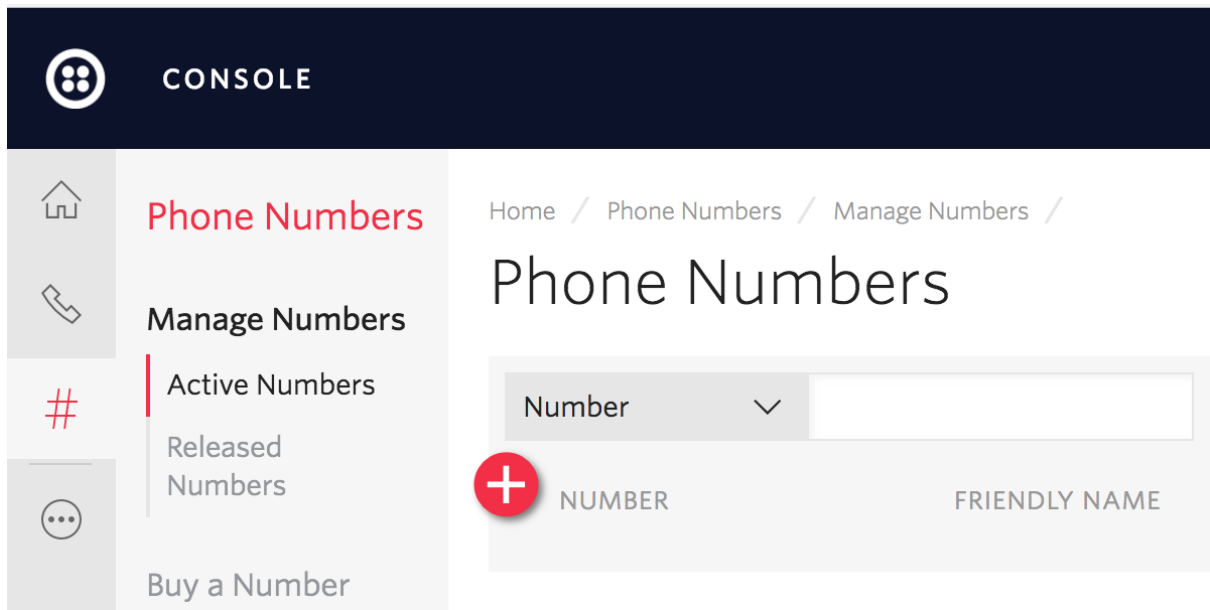 CONSOLE
Phone Numbers
Manage Numbers
Active Numbers
Released
Numbers
Buy a Number
Home / Phone Numbers / Manage Numbers /
Phone Numbers
Number
NUMBER FRIENDLY NAME